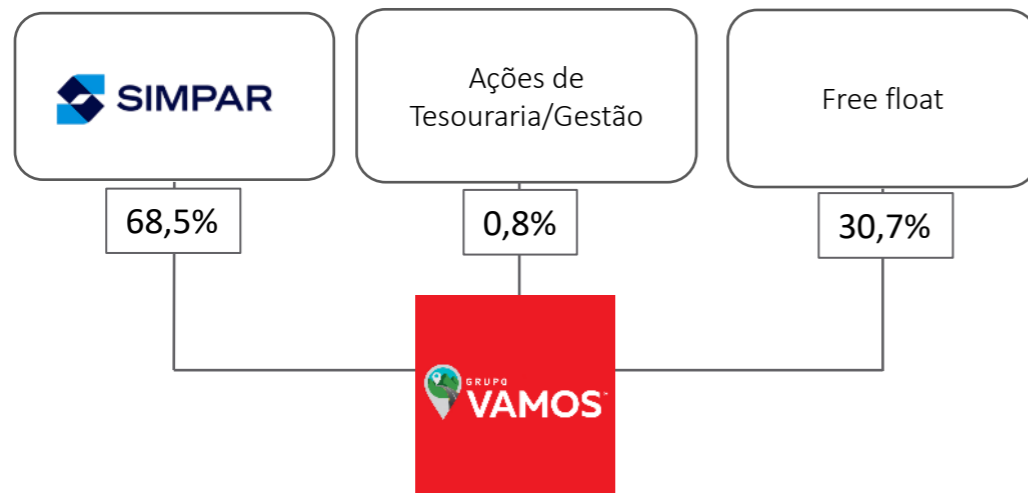 SIMPAR
Ações de
Tesouraria/Gestão
Free float
68,5%
0,8%
30,7%
GRUPO
VAMOS